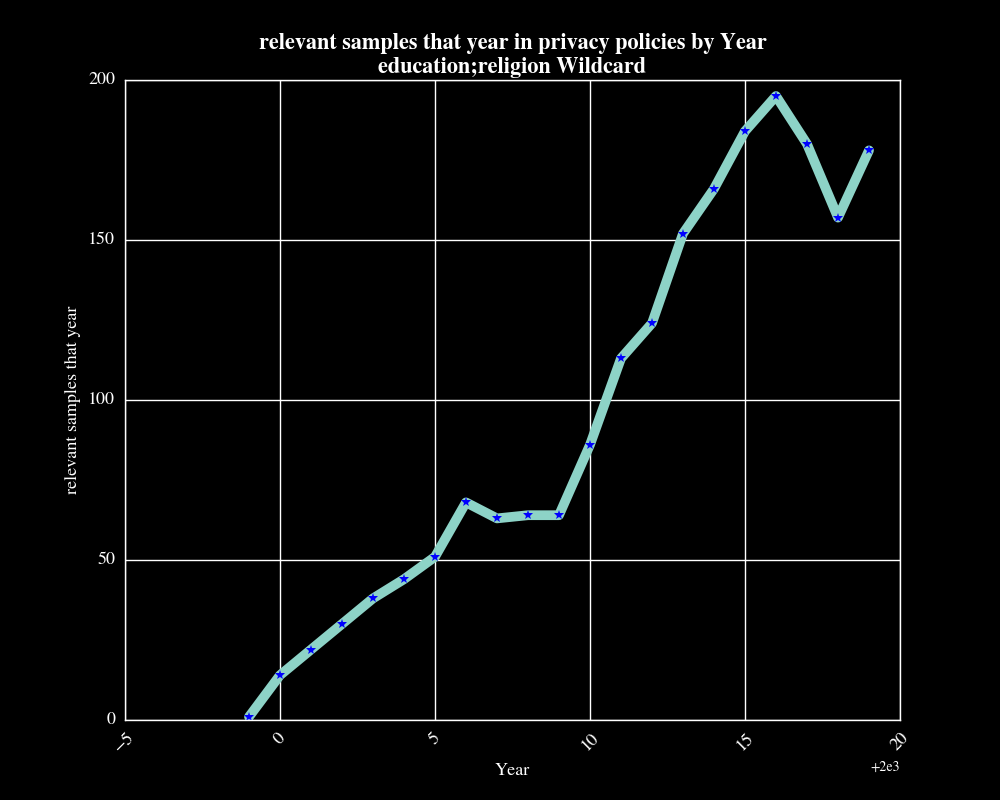 relevant samples that year in privacy policies by Year
education;religion Wildcard
200
150
100
50
0
relevant samples that year
−5
0
5
10
15
20
Year
+2e3